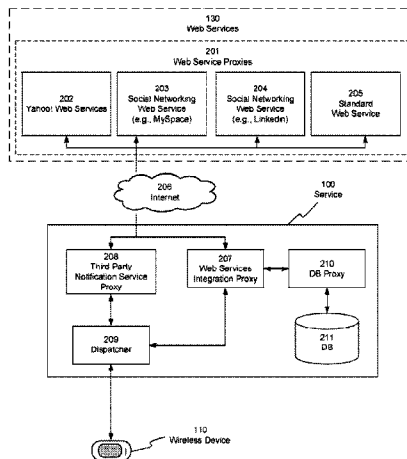 130
Web Services
201
Web Service Proxies
202
Yahoo! Web Services
203
Social Networking
Web Service
(e.g., MySpace)
204
Social Networking
Web Service
(e.g., Linkedin)
205
Standard
Web Service
206
Internet
100
Service
208
Third Party
Notification Service
Proxy
207
Web Services
Integration Proxy
210
DB Proxy
209
Dispatcher
211
DB
110
Wireless Device